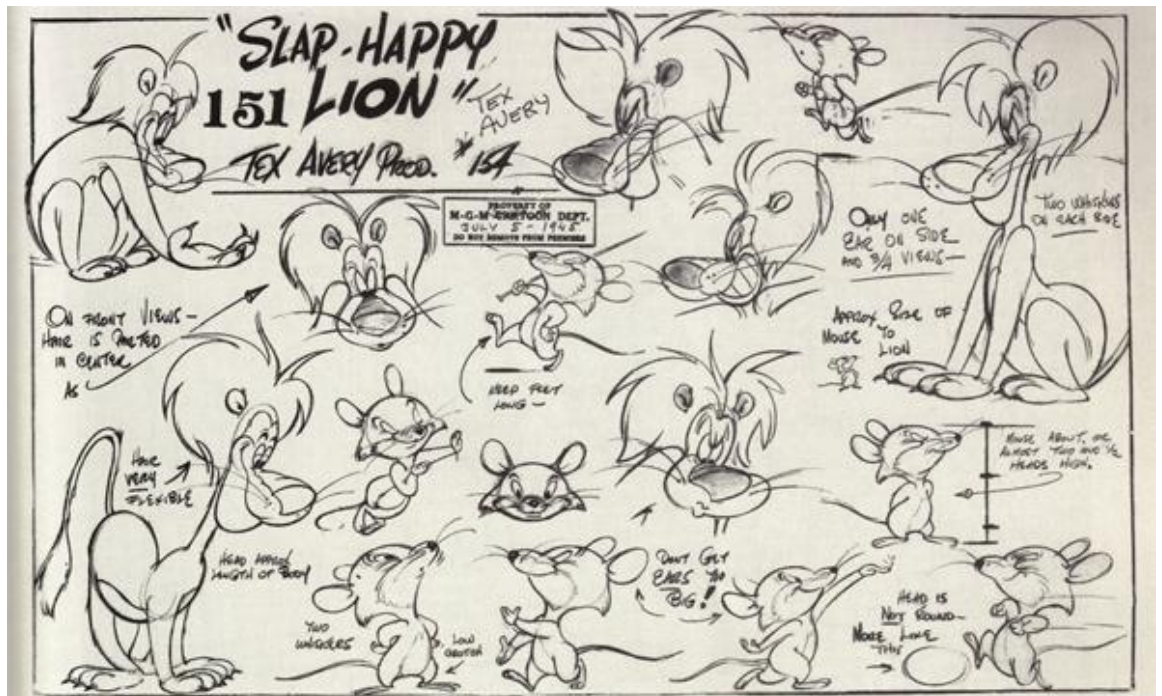 "SLAP-HAPPY
151 LION"
TEX
AVERY
TEX AVERY PROD. #154
PROPERTY OF
M-G-M CARTOON DEPT.
JULY 5 - 1945
DO NOT REMOVE FROM PREMISES
TWO WHISKERS
ON EACH SIDE
ONLY ONE
EAR ON SIDE
AND 3/4 VIEWS—
ON FRONT VIEWS—
HAIR IS PARTED
IN CENTER
AS
APPROX SIZE OF
MOUSE TO
LION
KEEP FEET
LONG—
HAIR
VERY
FLEXIBLE
MOUSE ABOUT, OR
ALMOST TWO AND 1/2
HEADS HIGH.
HEAD APPROX
LENGTH OF BODY
DON'T GET
EARS TOO
BIG!
TWO
WHISKERS
LOW
CROTCH
HEAD IS
NOT ROUND—
MORE LIKE
THIS